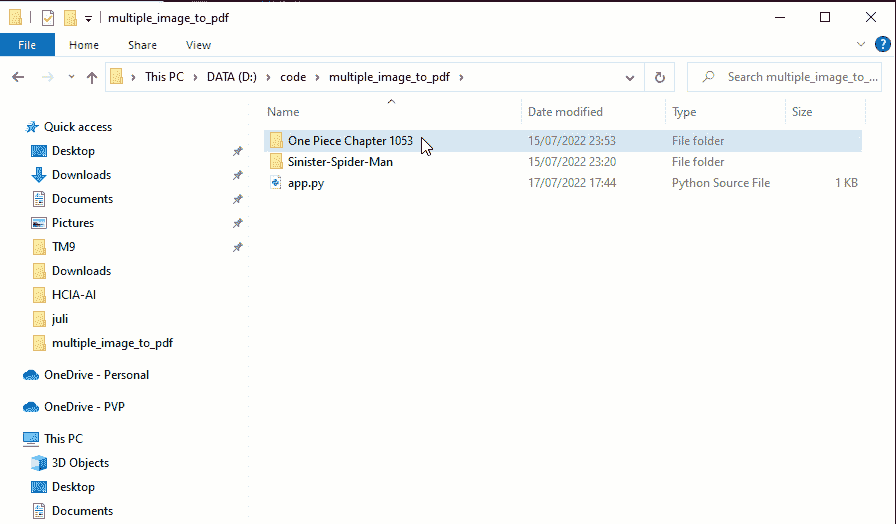 multiple_image_to_pdf
File Home Share View
This PC DATA (D:) code multiple_image_to_pdf Search multiple_image_to_...
Name Date modified Type Size
Quick access
Desktop
Downloads
Documents
Pictures
TM9
Downloads
HCIA-AI
juli
multiple_image_to_pdf
OneDrive - Personal
OneDrive - PVP
This PC
3D Objects
Desktop
Documents
One Piece Chapter 1053 15/07/2022 23:53 File folder
Sinister-Spider-Man 15/07/2022 23:20 File folder
app.py 17/07/2022 17:44 Python Source File 1 KB